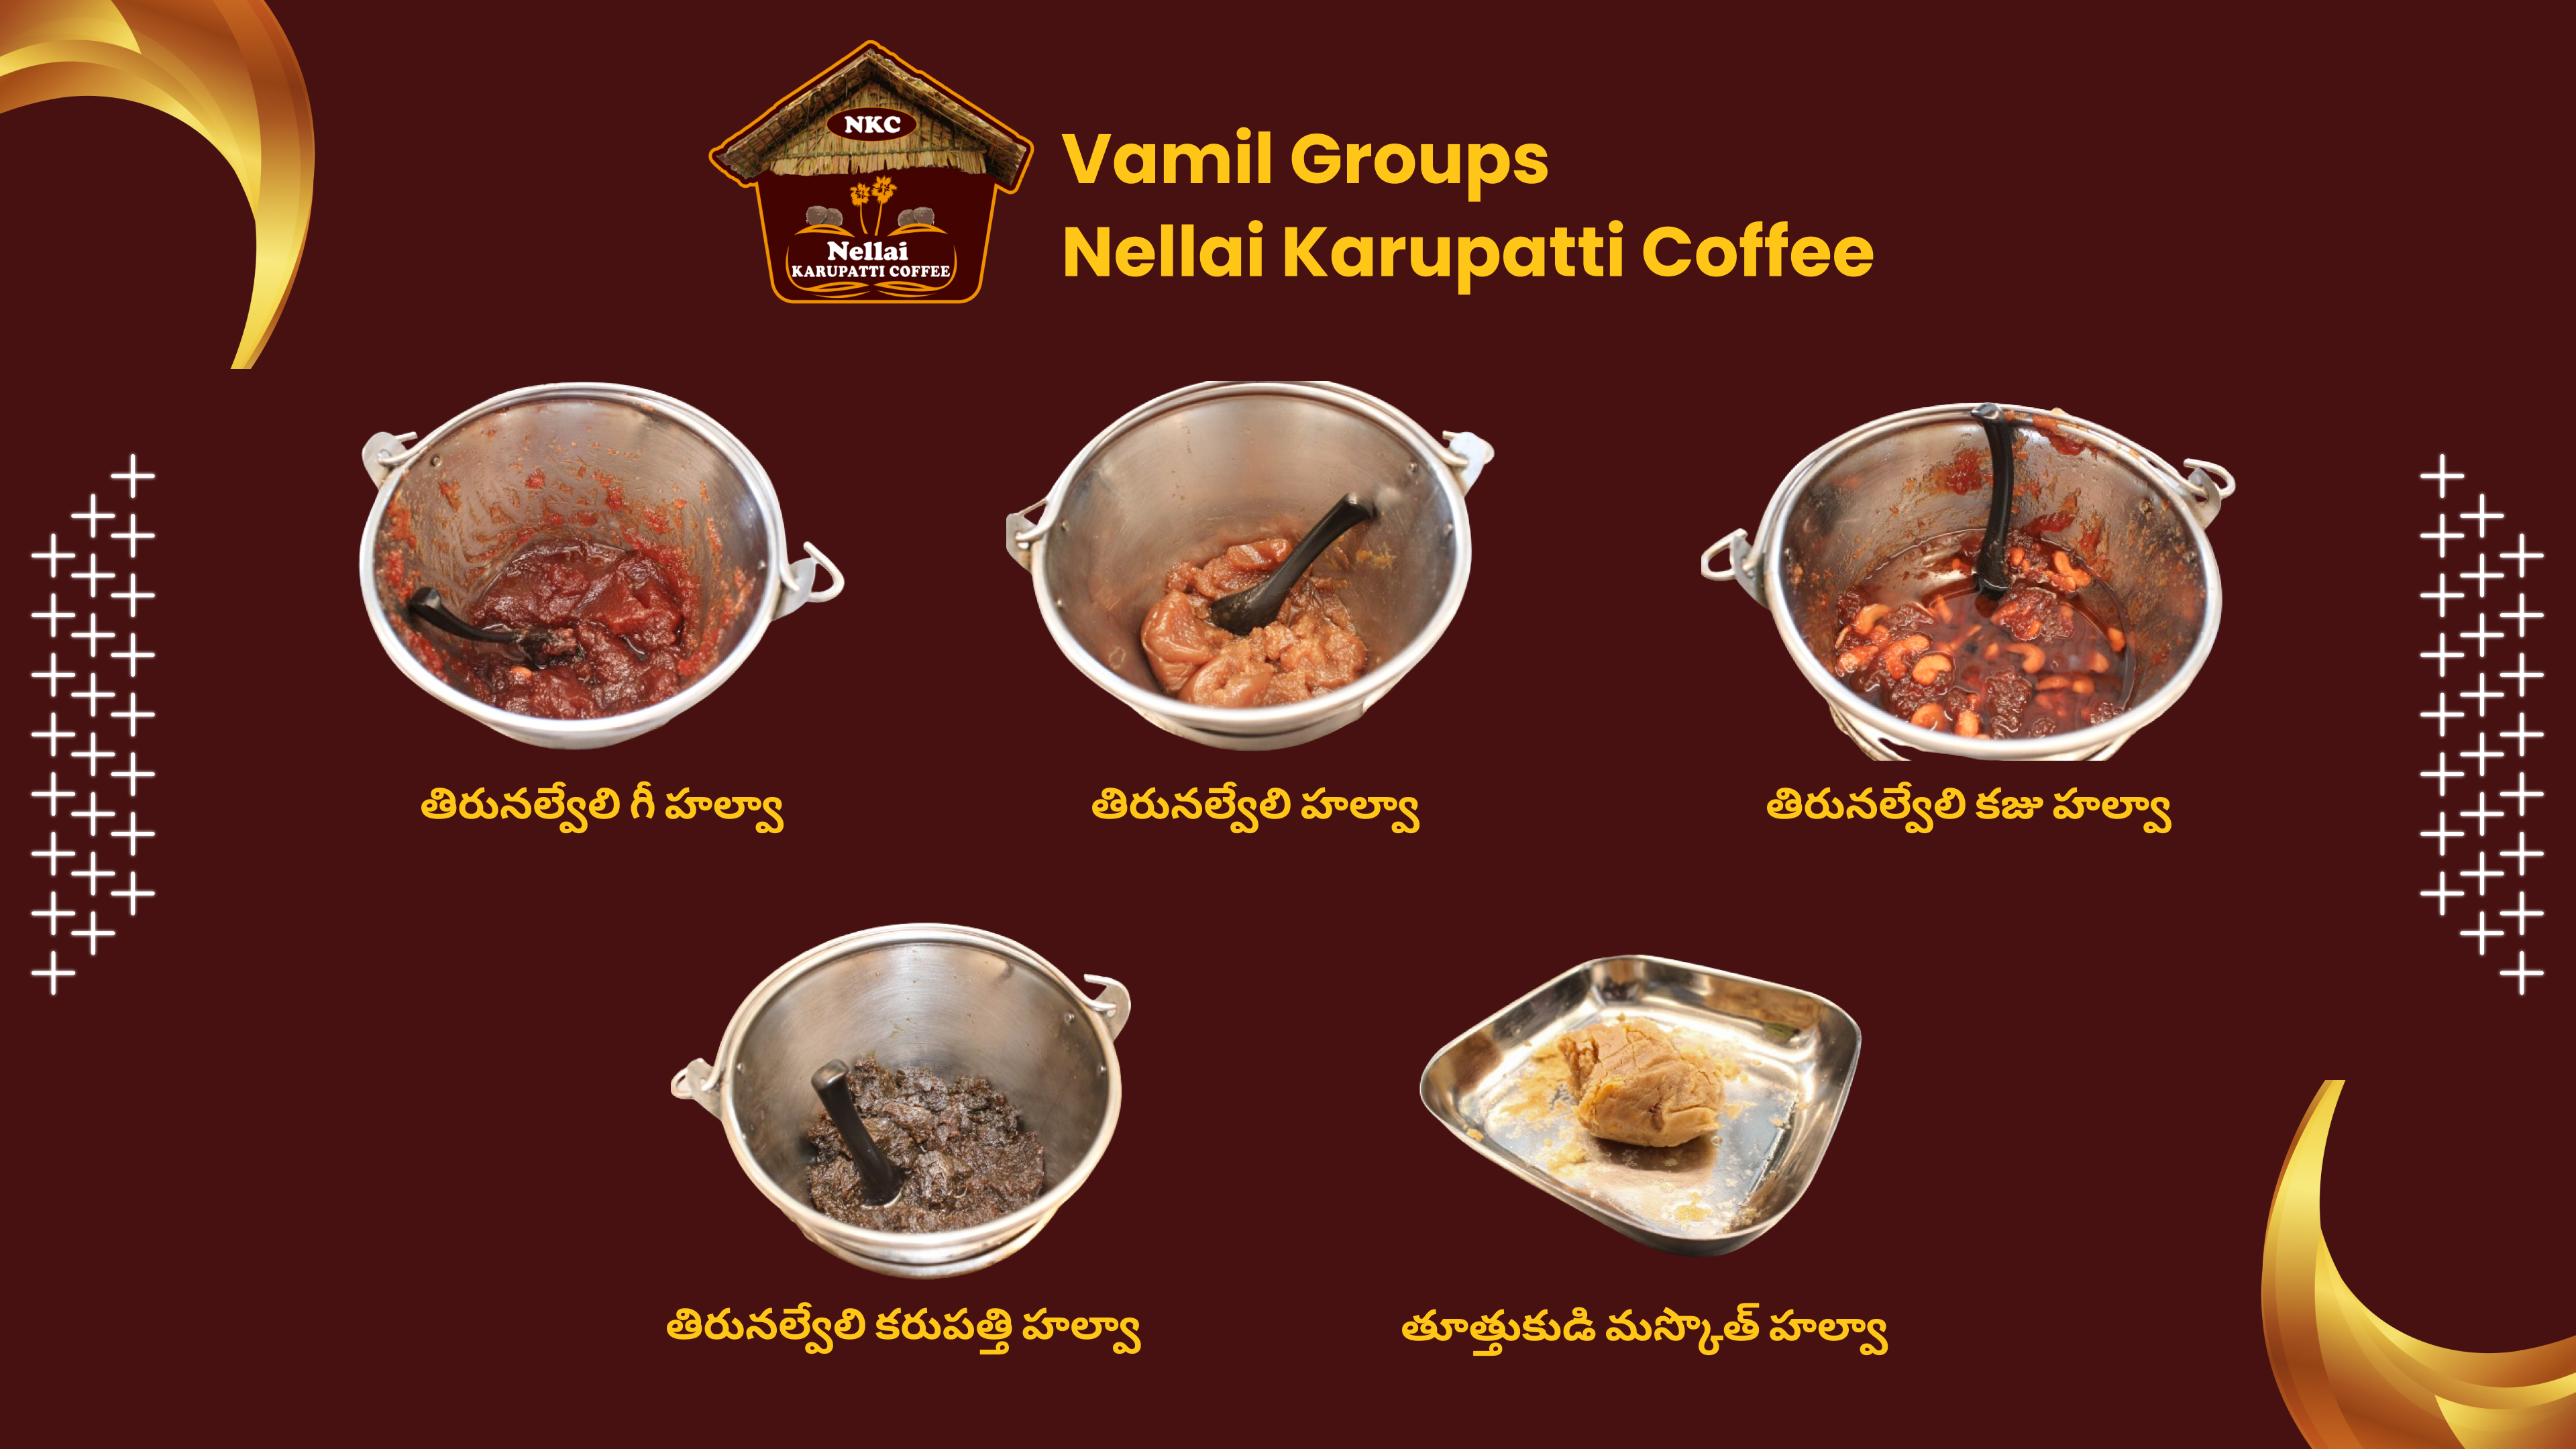 NKC
Nellai
KARUPATTI COFFEE
Vamil Groups
Nellai Karupatti Coffee
తిరునల్వేలి గీ హల్వా
తిరునల్వేలి హల్వా
తిరునల్వేలి కజు హల్వా
తిరునల్వేలి కరుపత్తి హల్వా
తూత్తుకుడి మస్కోత్ హల్వా